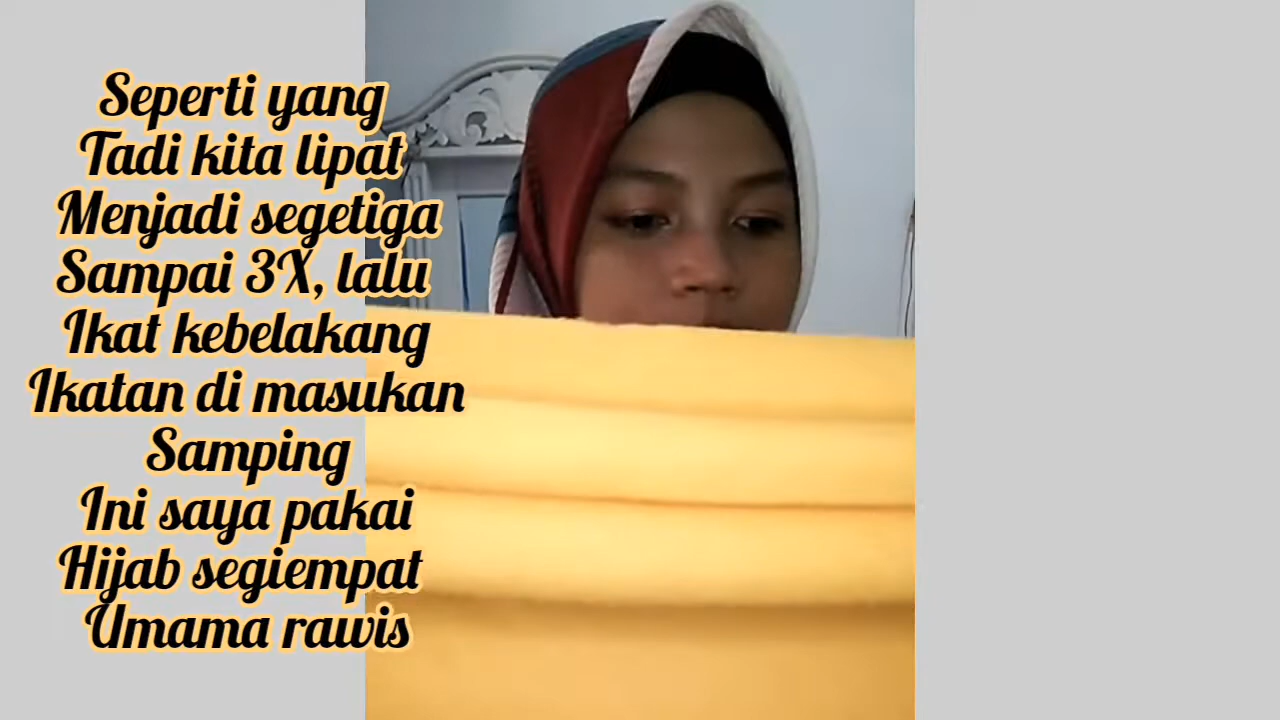 Seperti yang
Tadi kita lipat
Menjadi segetiga
Sampai 3X, lalu
Ikat kebelakang
Ikatan di masukan
Samping
Ini saya pakai
Hijab segiempat
Umama rawis